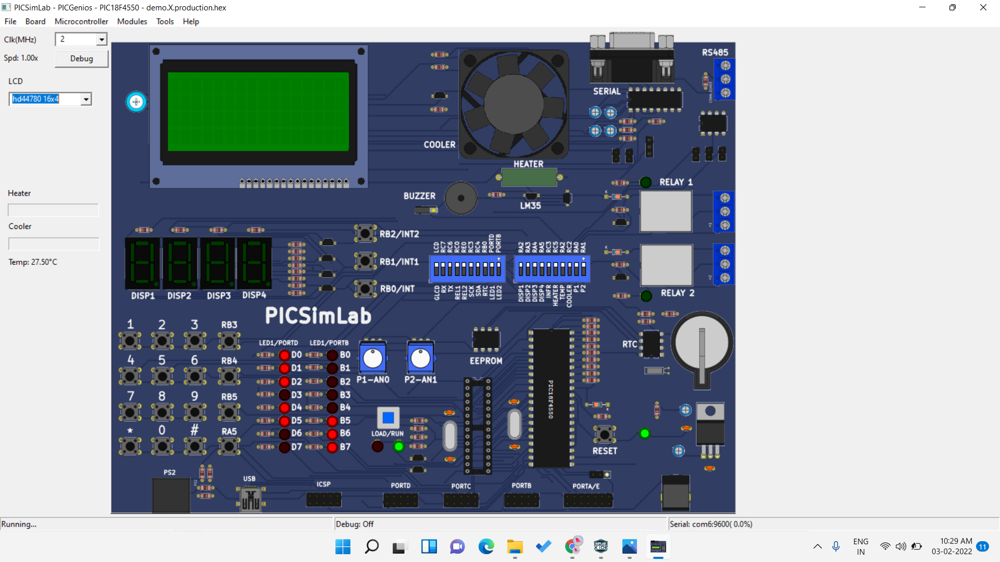 PICSimLab - PICGenios - PIC18F4550 - demo.X.production.hex
File Board Microcontroller Modules Tools Help
Clk(MHz) 2
Spd: 1.00x Debug
LCD
hd44780 16x4
Heater
Cooler
Temp: 27.50°C
RS485
SERIAL
CONN_01X03
COOLER
HEATER
RELAY 1
BUZZER
LM35
K
RB2/INT2
RB1/INT1
RB0/INT
LCD RC7 RC6 RC0 RE0 RC3 RC4 RB0 PORTD PORTB
GLCD RX TX REL1 REL2 SCK SDA RTC LED1 LED2
RA2 RA3 RA4 RA5 RC3 RC5 RA2 RC2 RA0 RA1
DISP1 DISP2 DISP3 DISP4 INFR HEATER TEMP COOLER P1 P2
K
RELAY 2
DISP1 DISP2 DISP3 DISP4
PICSimLab
1 2 3 RB3
4 5 6 RB4
7 8 9 RB5
* 0 # RA5
LED1/PORTD LED1/PORTB
D0 B0
D1 B1
D2 B2
D3 B3
D4 B4
D5 B5
D6 B6
D7 B7
P1-AN0 P2-AN1
LOAD/RUN
EEPROM
PIC18F4550
RTC
K
RESET
PS2
PS2
USB
ICSP
PORTD
PORTC
PORTB
PORTA/E
Running...
Debug: Off
Serial: com6:9600( 0.0%)
MPLAB X IDE
ENG
IN
10:29 AM
03-02-2022
11